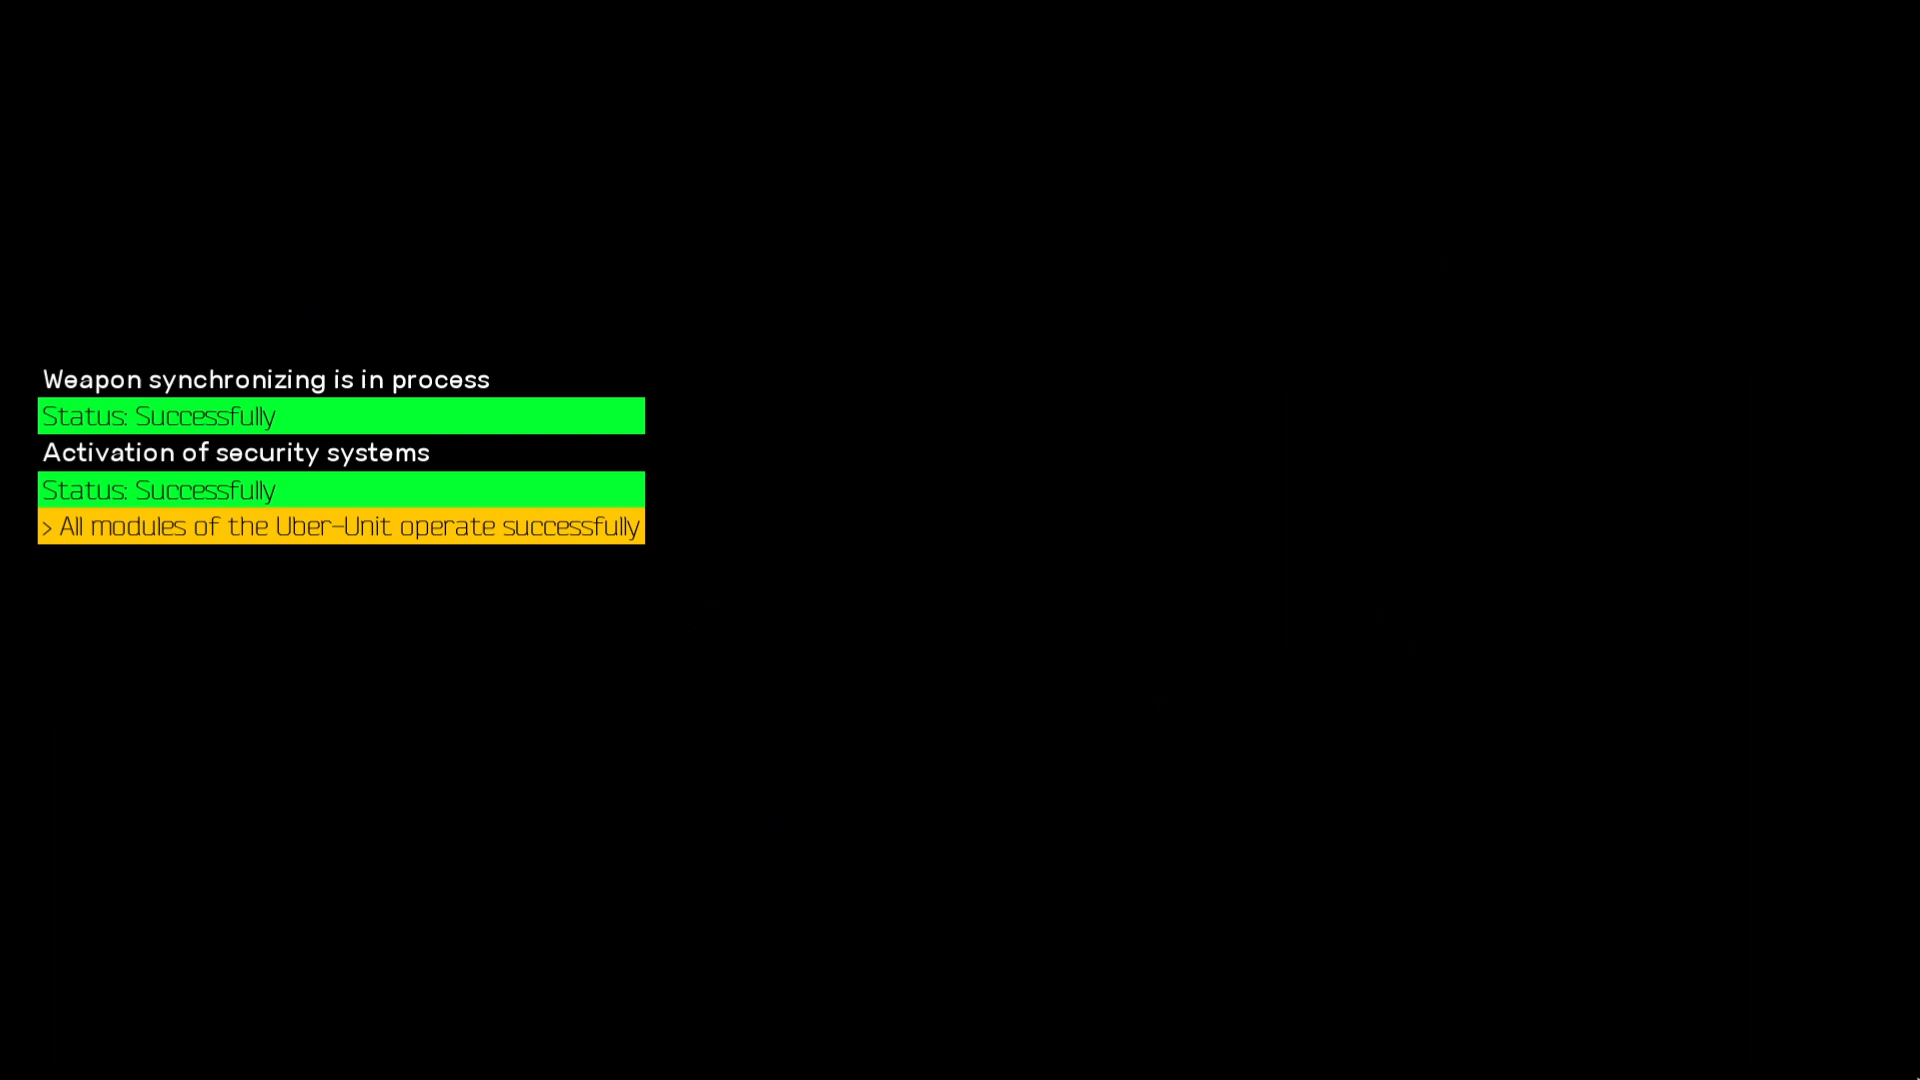 Weapon synchronizing is in process
Status: Successfully
Activation of security systems
Status: Successfully
> All modules of the Uber-Unit operate successfully